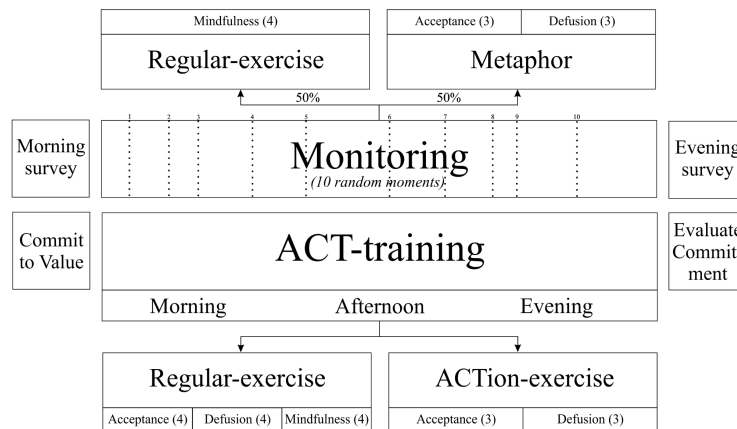 Mindfulness (4)
Acceptance (3)
Defusion (3)
Regular-exercise
Metaphor
50%
50%
1 2 3 4 5 6 7 8 9 10
Morning
survey
Monitoring
(10 random moments)
Evening
survey
Commit
to Value
ACT-training
Evaluate
Commit-
ment
Morning
Afternoon
Evening
Regular-exercise
ACTion-exercise
Acceptance (4)
Defusion (4)
Mindfulness (4)
Acceptance (3)
Defusion (3)